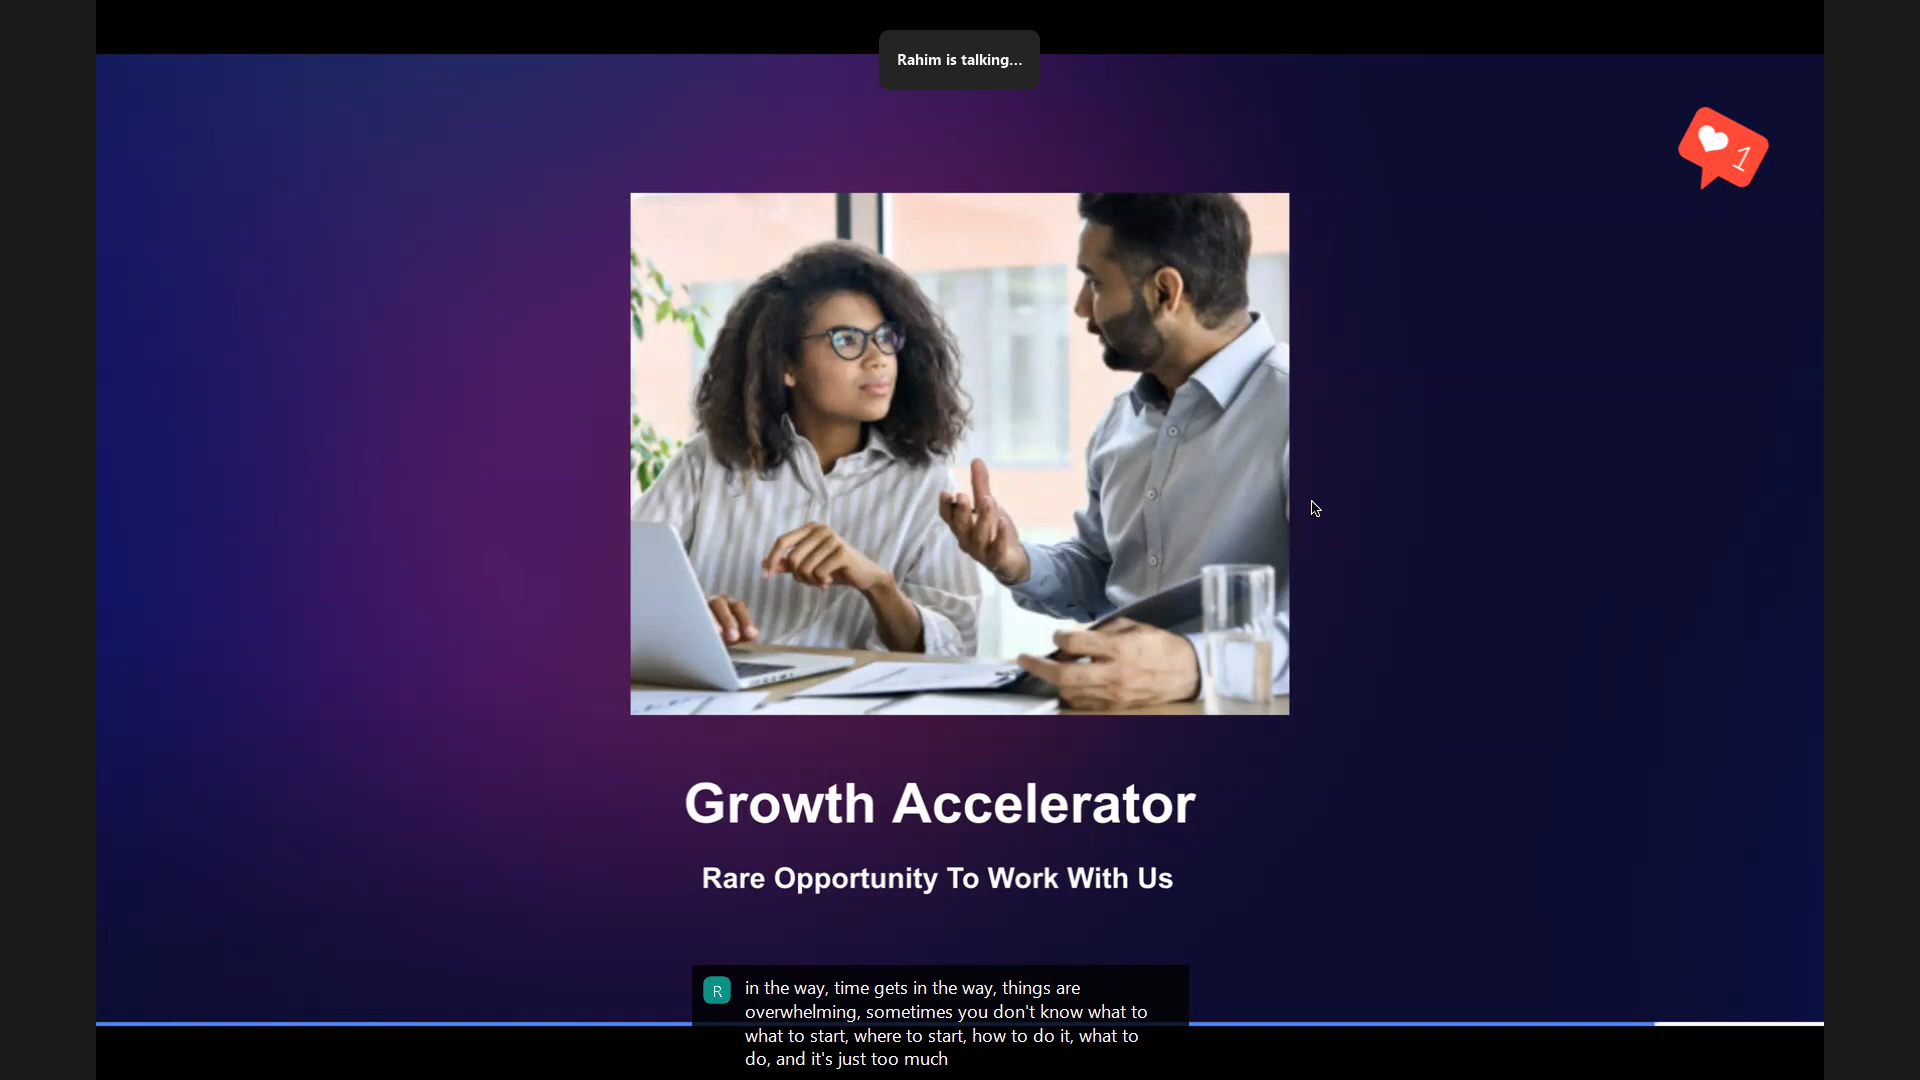 Rahim is talking...
1
Growth Accelerator
Rare Opportunity To Work With Us
R
in the way, time gets in the way, things are
overwhelming, sometimes you don't know what to
what to start, where to start, how to do it, what to
do, and it's just too much